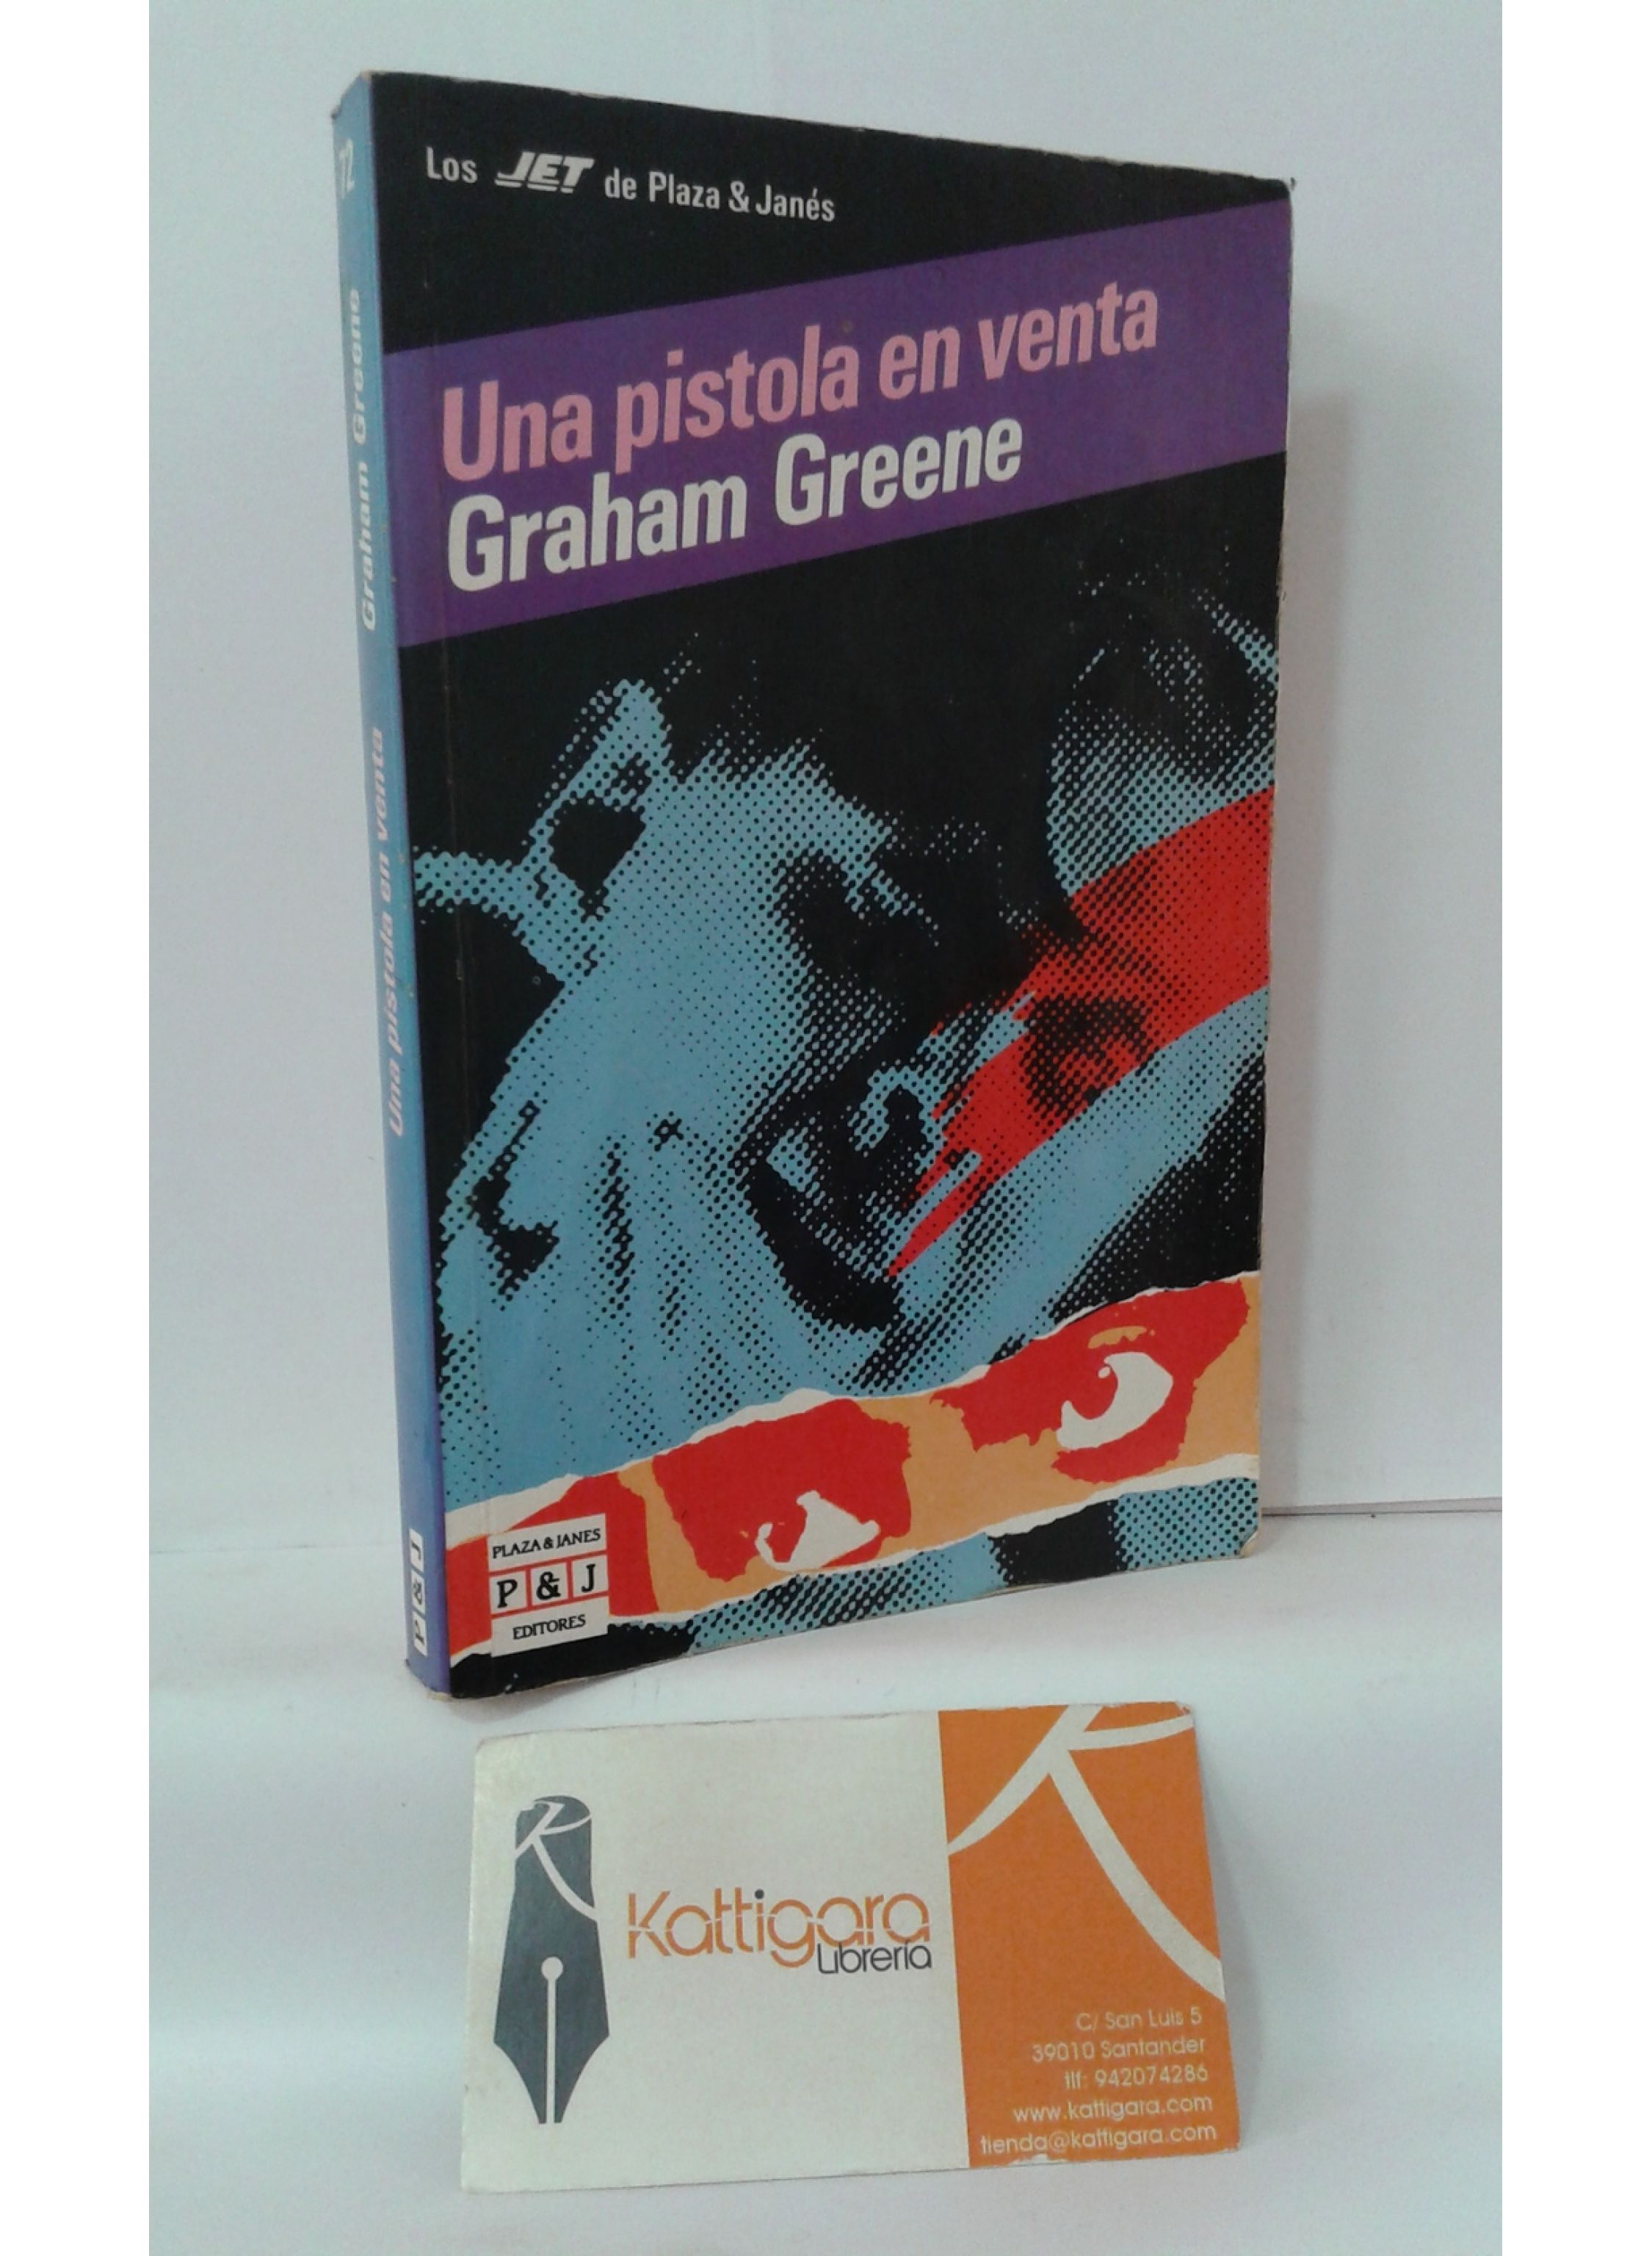 Los JET de Plaza & Janés
Una pistola en venta
Graham Greene
72
Graham Greene
Una pistola en venta
P&J
PLAZA & JANES
P & J
EDITORES
K
Kattigara
Librería
K
C/ San Luis 5
39010 Santander
tlf: 942074286
www.kattigara.com
tienda@kattigara.com